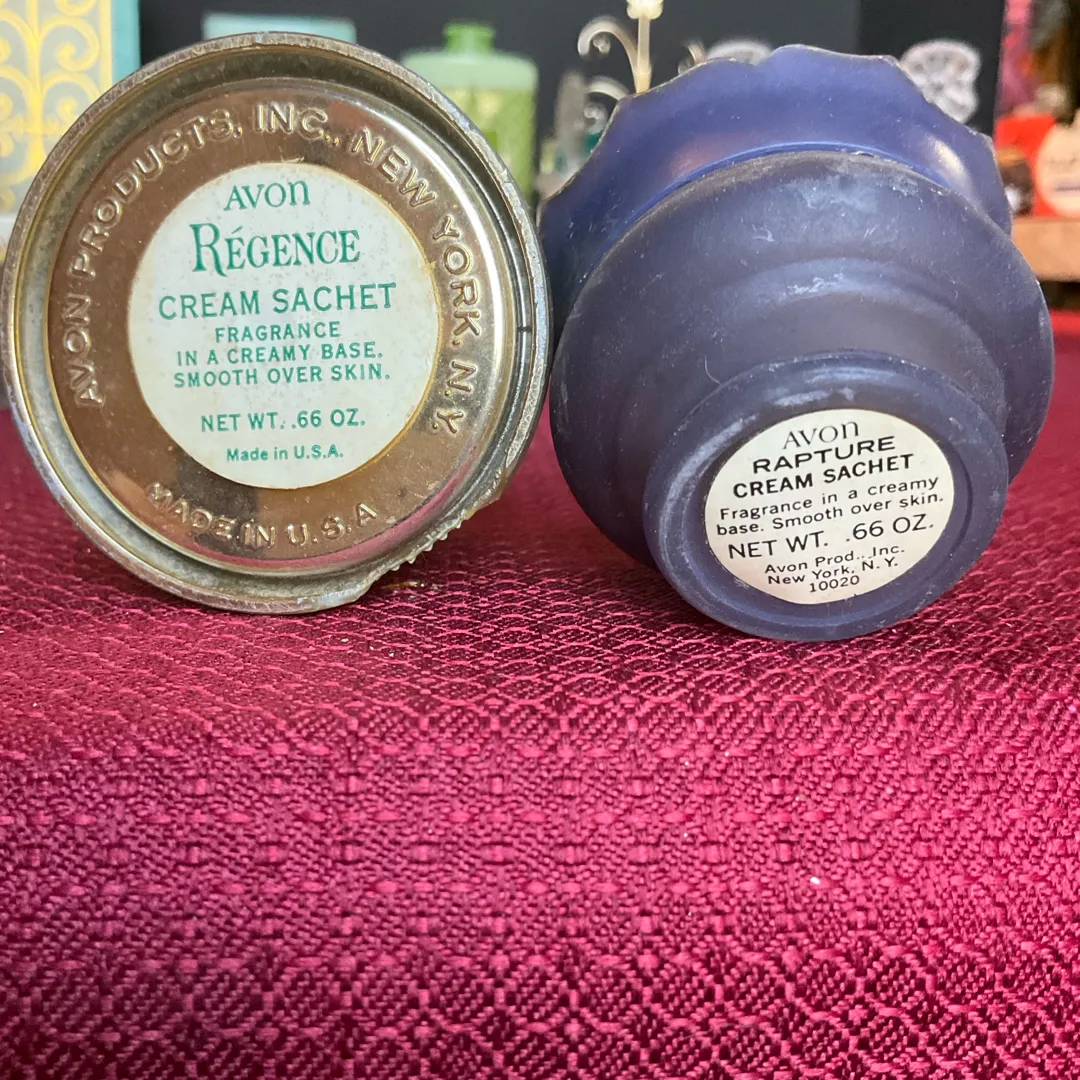 AVON PRODUCTS, INC., NEW YORK, N.Y.
AVON
RÉGENCE
CREAM SACHET
FRAGRANCE
IN A CREAMY BASE.
SMOOTH OVER SKIN.
NET WT. .66 OZ.
Made in U.S.A.
MADE IN U.S.A
AVON
RAPTURE
CREAM SACHET
Fragrance in a creamy
base. Smooth over skin.
NET WT. .66 OZ.
Avon Prod., Inc.
New York, N.Y.
10020